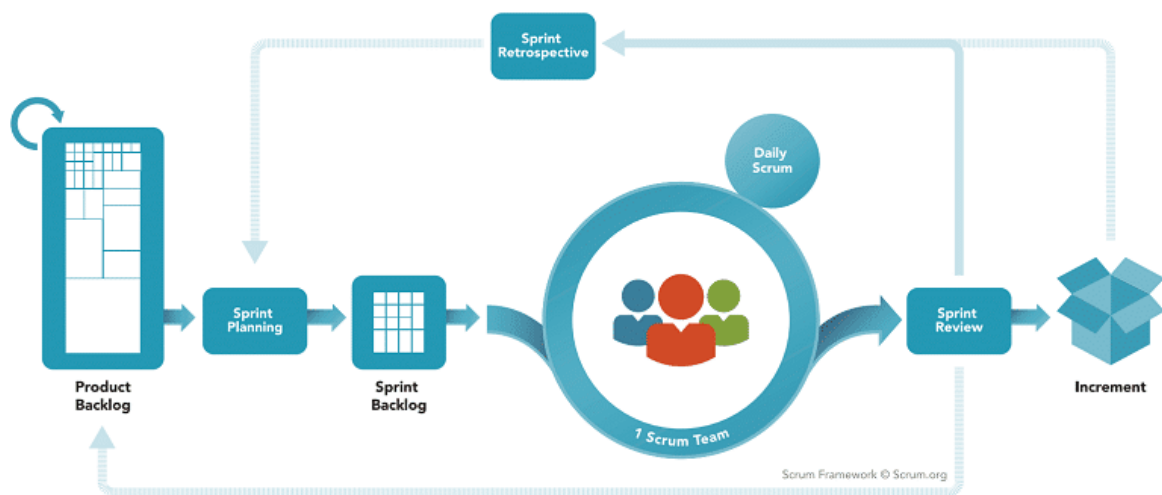 Sprint
Retrospective
Daily
Scrum
Sprint
Planning
Sprint
Review
Product
Backlog
Sprint
Backlog
Increment
1 Scrum Team
Scrum Framework © Scrum.org